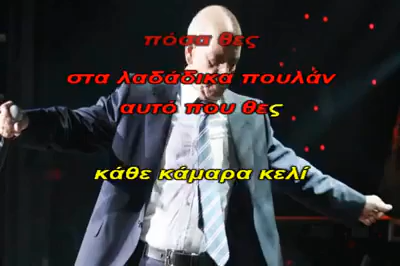 πόσα θες
στα λαδάδικα πουλάν
αυτό που θες
κάθε κάμαρα κελί